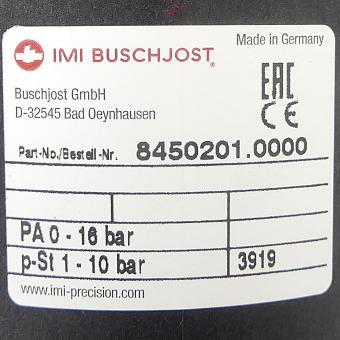 Made in Germany
IMI BUSCHJOST®
EAC
Buschjost GmbH
D-32545 Bad Oeynhausen
CE
Part-No./Bestell-Nr. 8450201.0000
PA 0 - 16 bar
p-St 1 - 10 bar 3919
www.imi-precision.com